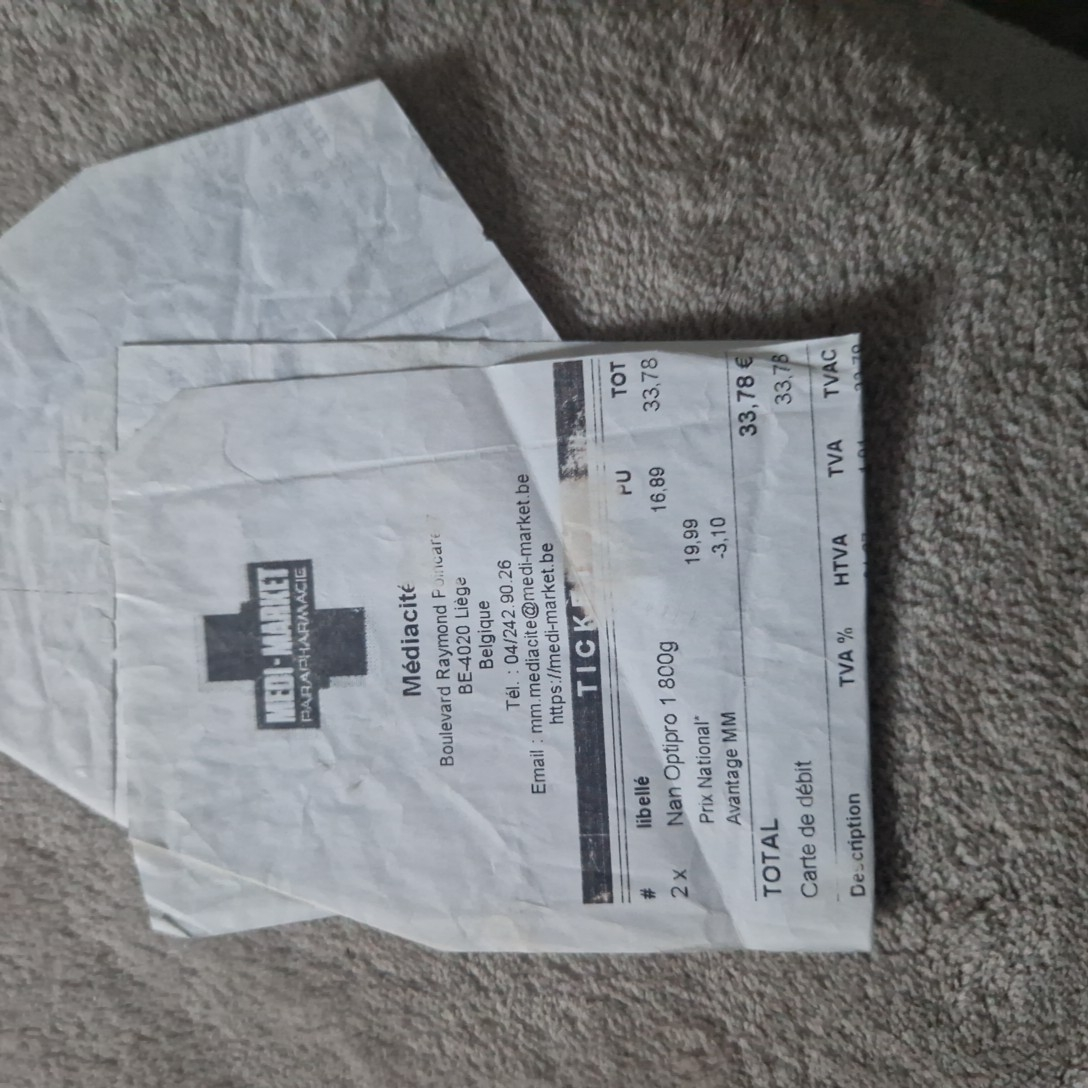 MEDI-MARKET
PARAPHARMACIE
Médiacité
Boulevard Raymond Poincaré
BE-4020 Liège
Belgique
Tél. : 04/242.90.26
Email : mm.mediacite@medi-market.be
https://medi-market.be
TICKET
# libellé PU TOT
2 x Nan Optipro 1 800g 16,89 33,78
Prix National* 19,99
Avantage MM -3,10
TOTAL 33,78 €
Carte de débit 33,78
Description TVA % HTVA TVA TVAC